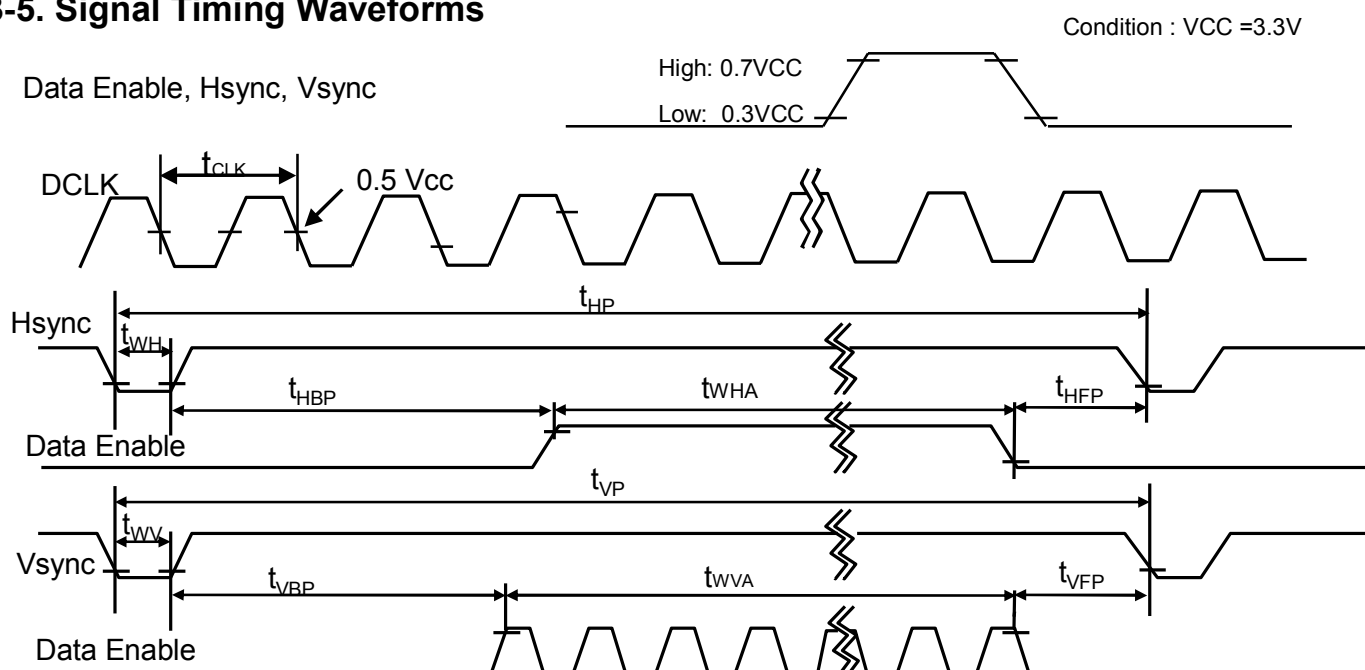 3-5. Signal Timing Waveforms
Condition : VCC =3.3V
High: 0.7VCC
Data Enable, Hsync, Vsync
Low: 0.3VCC
tCLK
DCLK
0.5 Vcc
tHP
Hsync
tWH
tHBP
tWHA
tHFP
Data Enable
tVP
tWV
Vsync
tVBP
tWVA
tVFP
Data Enable